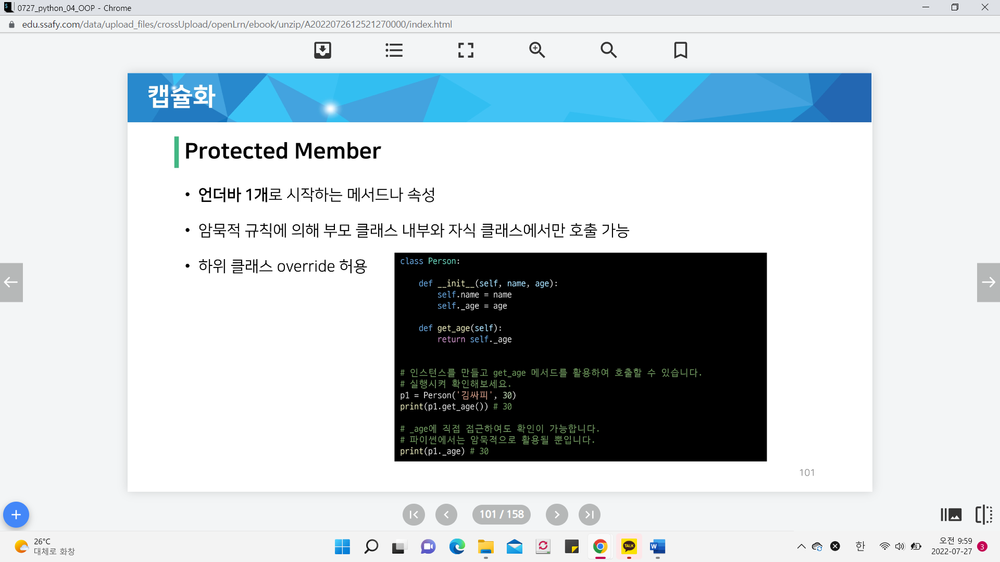 0727_python_04_OOP - Chrome
edu.ssafy.com/data/upload_files/crossUpload/openLrn/ebook/unzip/A2022072612521270000/index.html
캡슐화
Protected Member
• 언더바 1개로 시작하는 메서드나 속성
• 암묵적 규칙에 의해 부모 클래스 내부와 자식 클래스에서만 호출 가능
• 하위 클래스 override 허용
class Person:
def __init__(self, name, age):
self.name = name
self._age = age
def get_age(self):
return self._age
# 인스턴스를 만들고 get_age 메서드를 활용하여 호출할 수 있습니다.
# 실행시켜 확인해보세요.
p1 = Person('김싸피', 30)
print(p1.get_age()) # 30
# _age에 직접 접근하여도 확인이 가능합니다.
# 파이썬에서는 암묵적으로 활용될 뿐입니다.
print(p1._age) # 30
101
101 / 158
26°C
대체로 화창
TALK
W
한
오전 9:59
2022-07-27
3